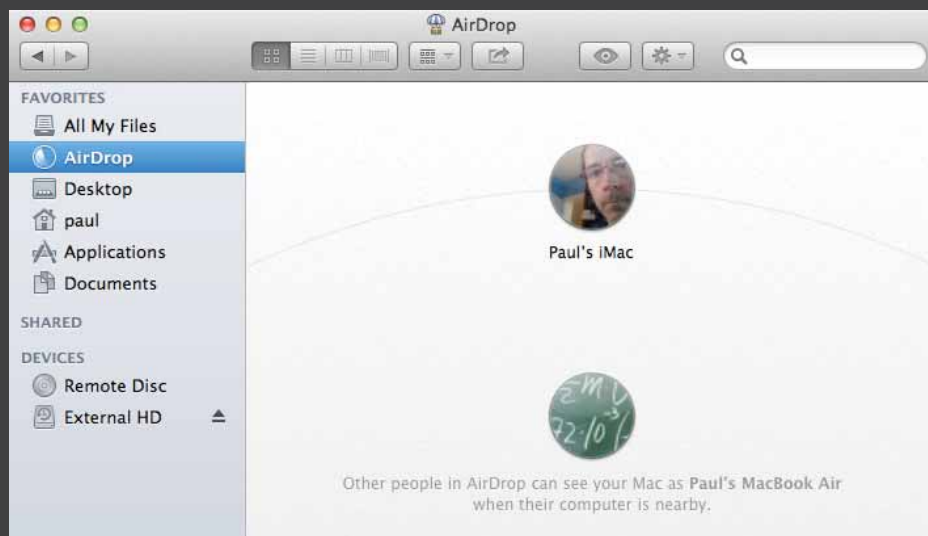 AirDrop
FAVORITES
All My Files
AirDrop
Desktop
paul
Applications
Documents
SHARED
DEVICES
Remote Disc
External HD
Paul's iMac
Other people in AirDrop can see your Mac as Paul's MacBook Air
when their computer is nearby.